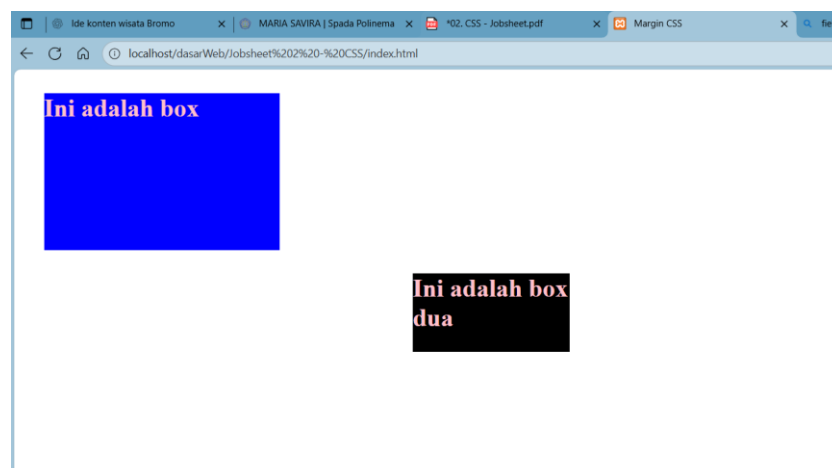 Ide konten wisata Bromo
MARIA SAVIRA | Spada Polinema
*02. CSS - Jobsheet.pdf
Margin CSS
fie
localhost/dasarWeb/Jobsheet%202%20-%20CSS/index.html
Ini adalah box
Ini adalah box
dua